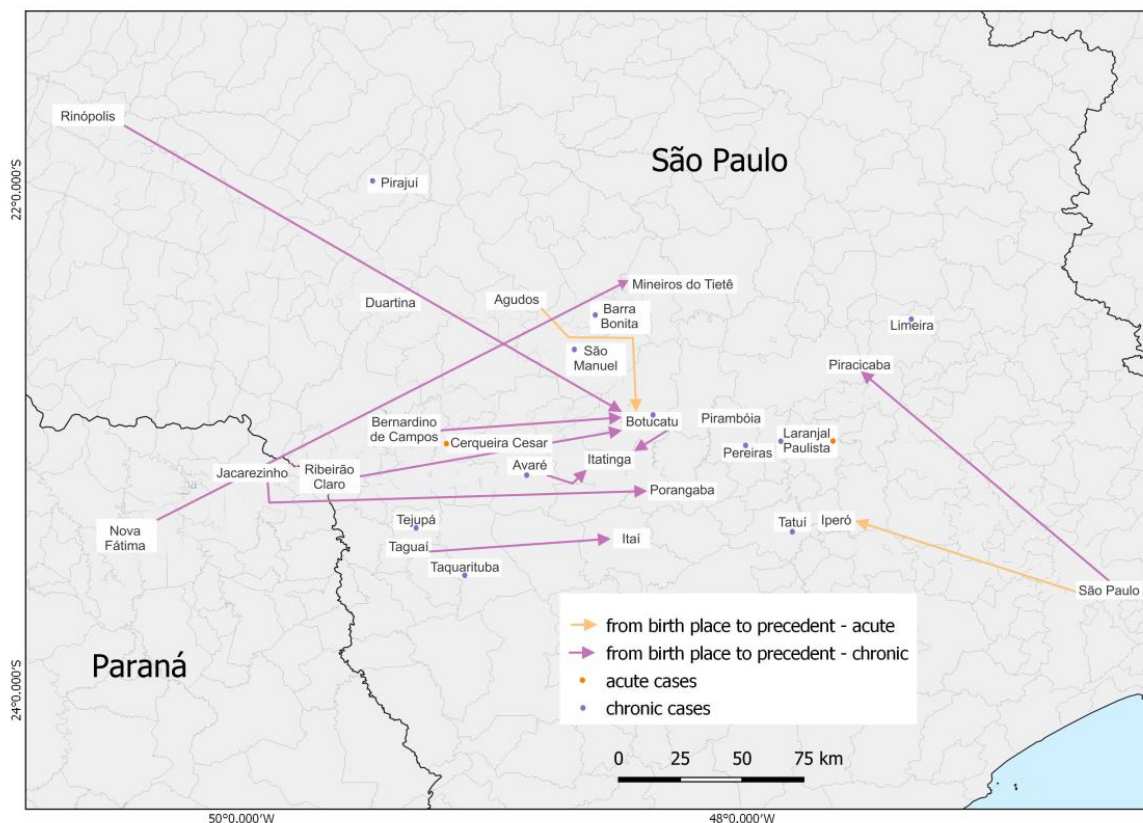 Rinópolis
São Paulo
Pirajuí
22°0.000'S
Mineiros do Tietê
Duartina
Agudos
Barra
Bonita
Limeira
São
Manuel
Piracicaba
Bernardino
de Campos
Botucatu
Pirambóia
Cerqueira Cesar
Laranjal
Paulista
Pereiras
Itatinga
Avaré
Jacarezinho
Ribeirão
Claro
Porangaba
Nova
Fátima
Tejupá
Tatuí
Iperó
Taguaí
Itaí
Taquarituba
São Paulo
Paraná
from birth place to precedent - acute
from birth place to precedent - chronic
acute cases
chronic cases
24°0.000'S
0 25 50 75 km
50°0.000'W
48°0.000'W